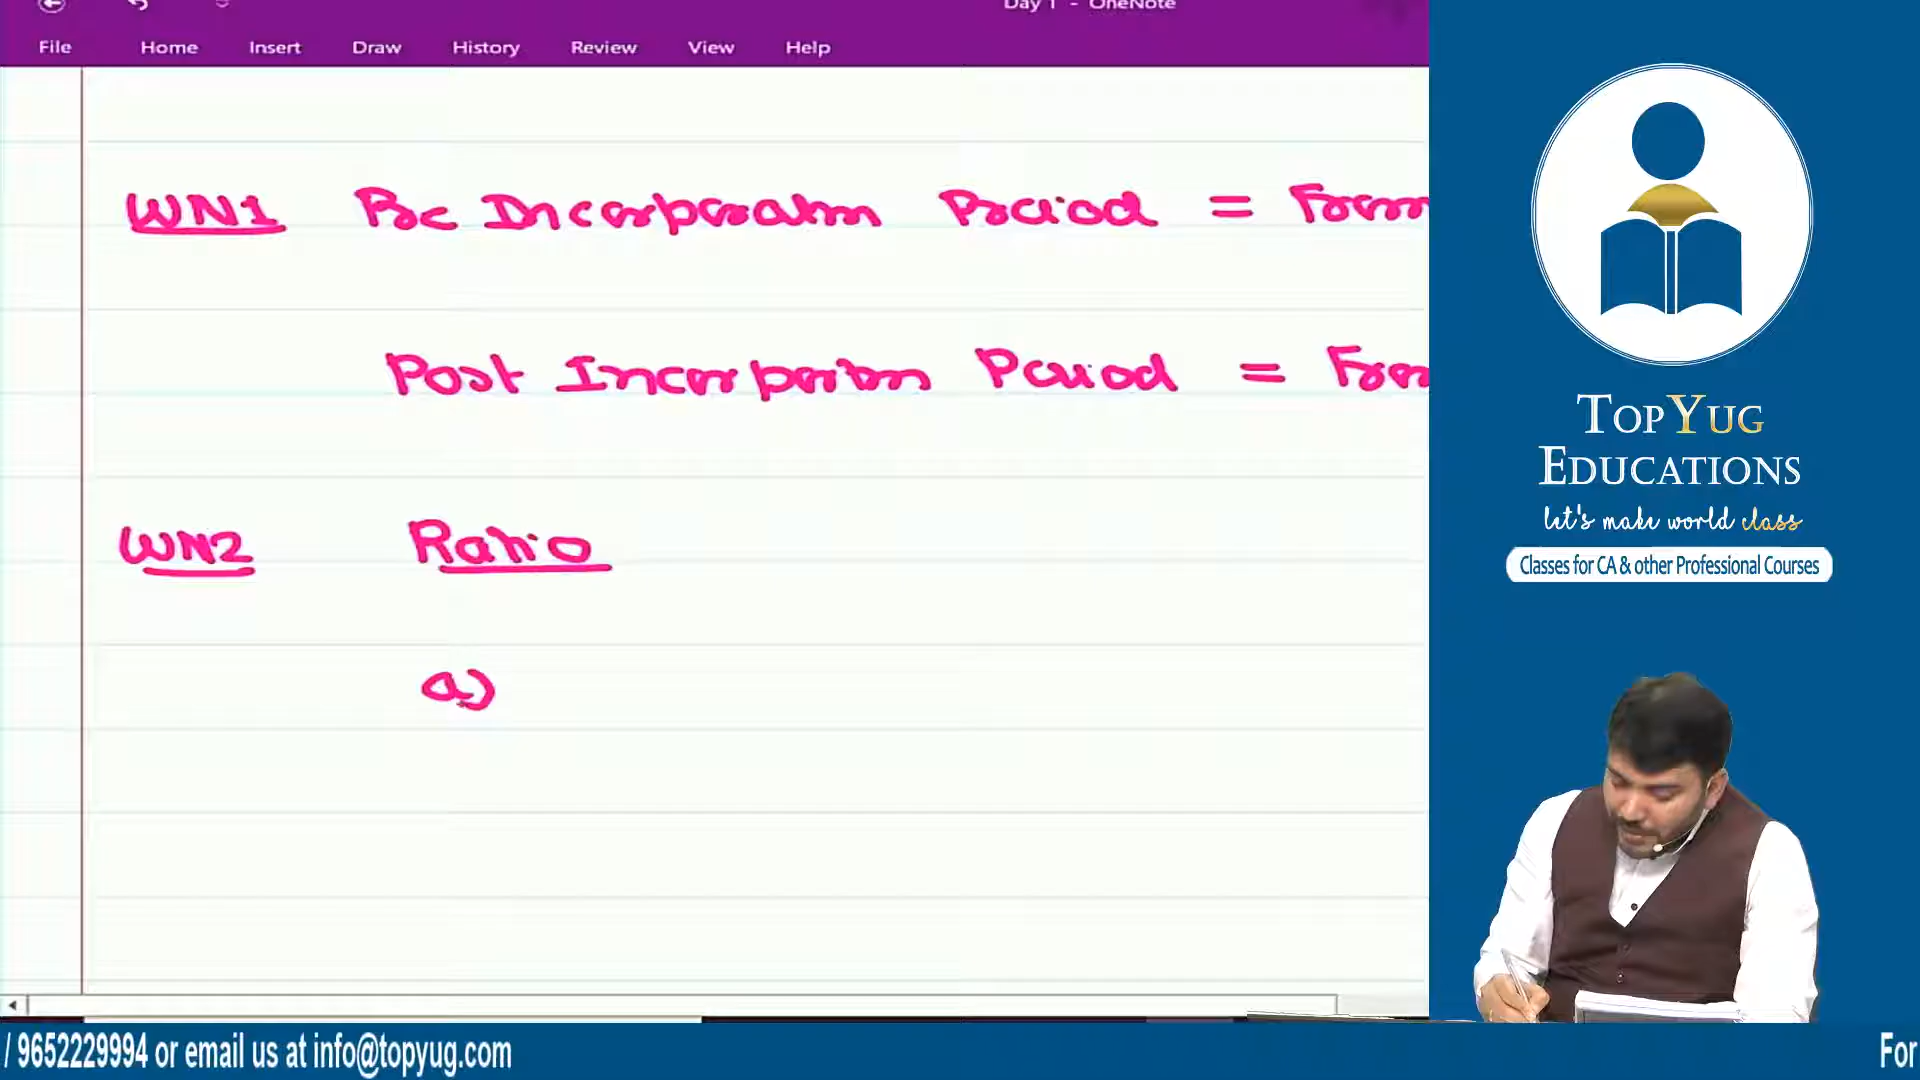 Day 1 - OneNote
File Home Insert Draw History Review View Help
WN1 Pre Incorporation Period = From
Post Incorporation Period = From
WN2 Ratio
a)
TOPYUG
EDUCATIONS
let's make world class
Classes for CA & other Professional Courses
/ 9652229994 or email us at info@topyug.com
For